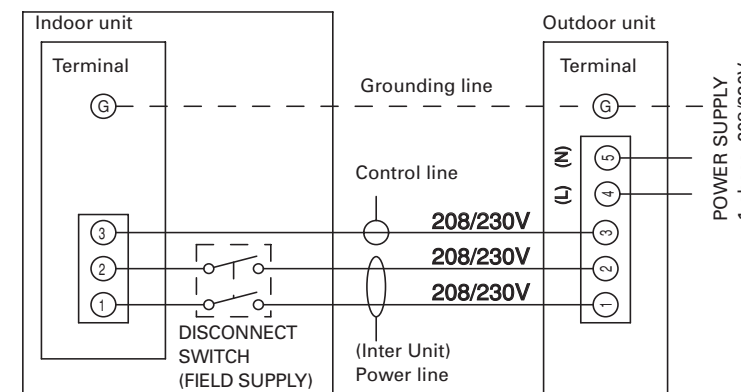 Indoor unit
Outdoor unit
Terminal
Terminal
G
Grounding line
G
POWER SUPPLY
(N)
5
(L)
4
Control line
3
208/230V
3
2
208/230V
2
1
208/230V
1
DISCONNECT
SWITCH
(FIELD SUPPLY)
(Inter Unit)
Power line